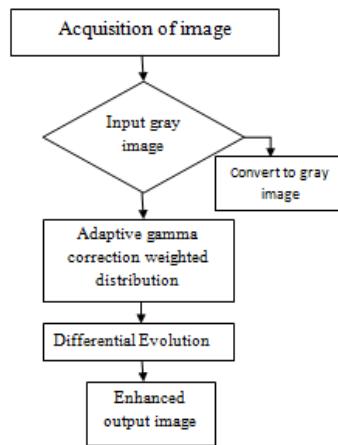 Acquisition of image
Input gray
image
Convert to gray
image
Adaptive gamma
correction weighted
distribution
Differential Evolution
Enhanced
output image